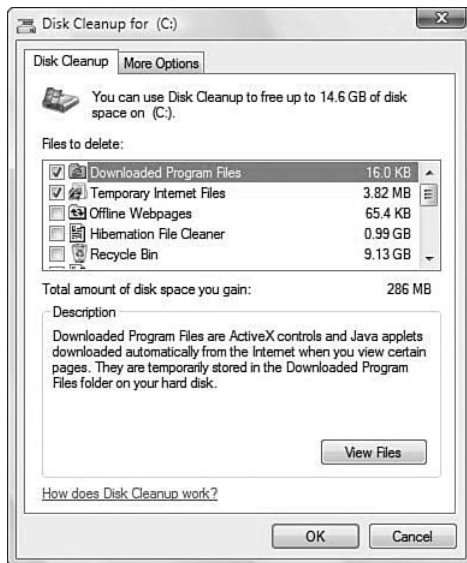 Disk Cleanup for (C:)
Disk Cleanup
More Options
You can use Disk Cleanup to free up to 14.6 GB of disk
space on (C:).
Files to delete:
Downloaded Program Files 16.0 KB
Temporary Internet Files 3.82 MB
Offline Webpages 65.4 KB
Hibernation File Cleaner 0.99 GB
Recycle Bin 9.13 GB
Total amount of disk space you gain: 286 MB
Description
Downloaded Program Files are ActiveX controls and Java applets
downloaded automatically from the Internet when you view certain
pages. They are temporarily stored in the Downloaded Program
Files folder on your hard disk.
View Files
How does Disk Cleanup work?
OK Cancel